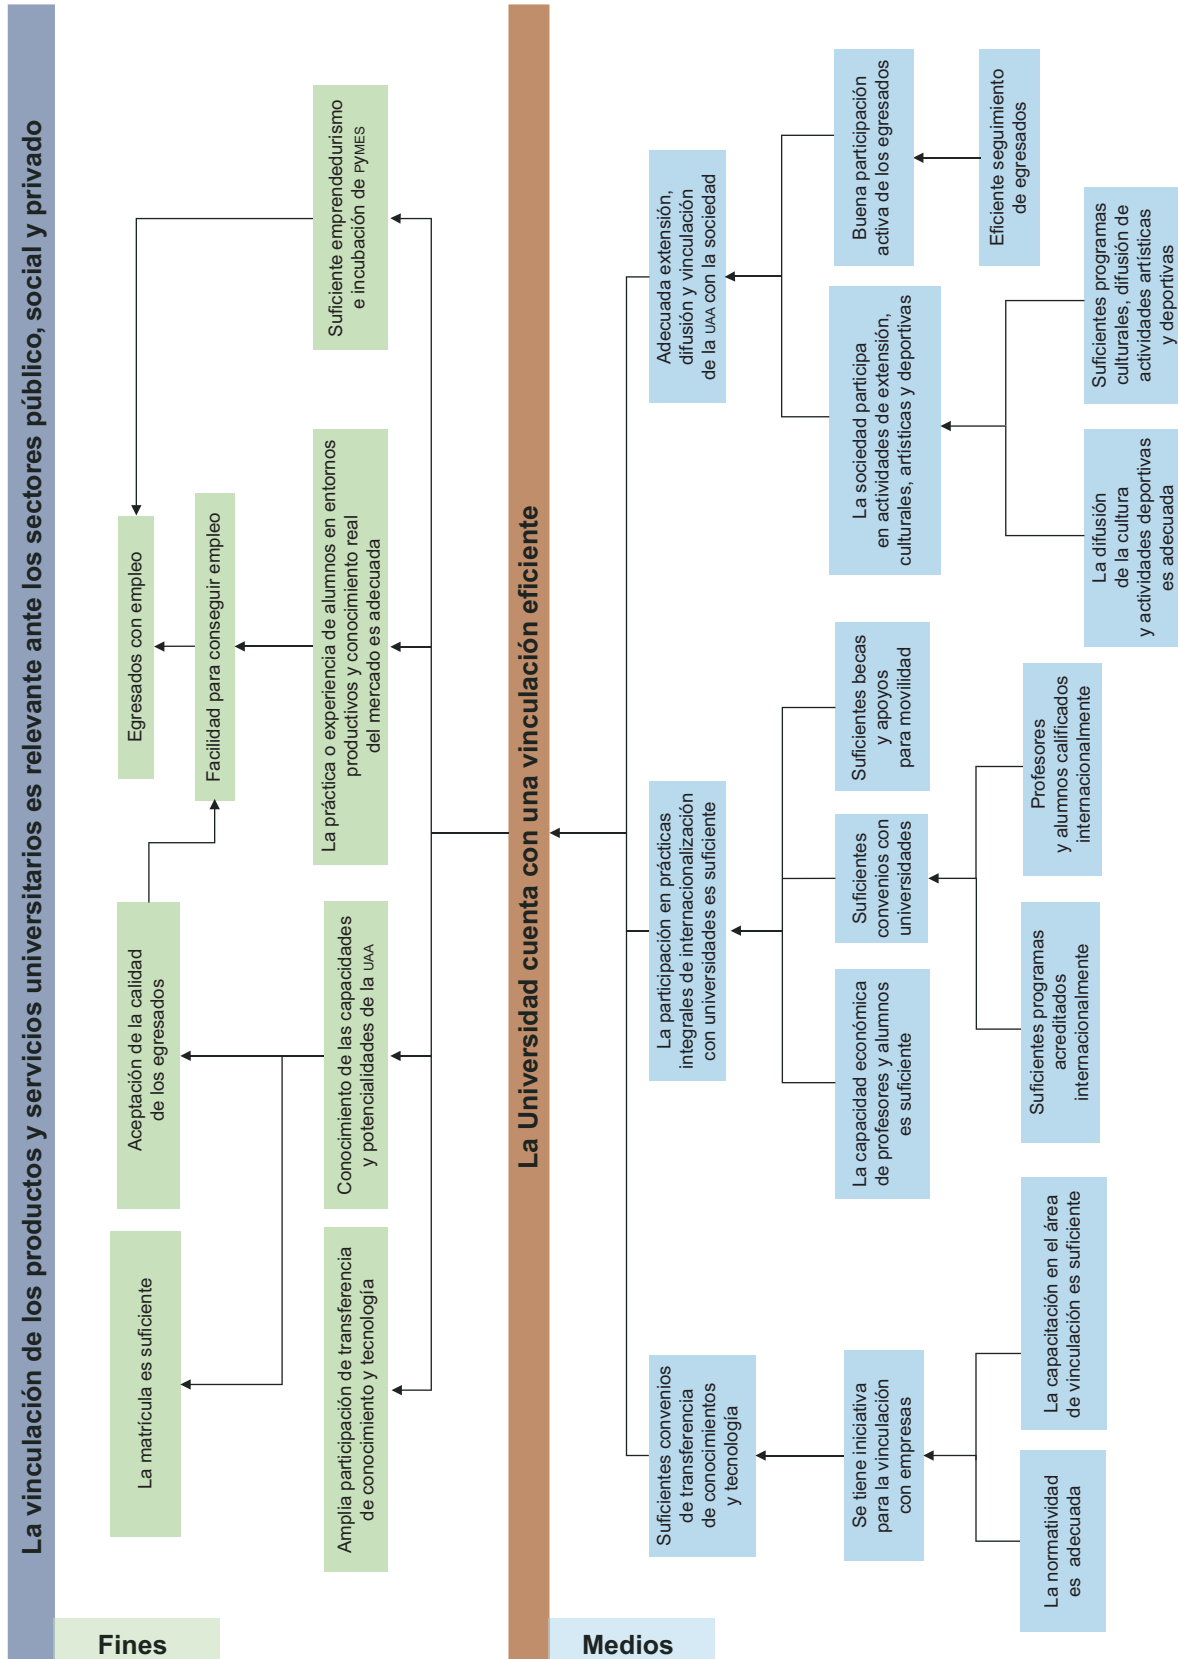 La vinculación de los productos y servicios universitarios es relevante ante los sectores público, social y privado
Fines
La matrícula es suficiente
Aceptación de la calidad
de los egresados
Egresados con empleo
Facilidad para conseguir empleo
Amplia participación de transferencia
de conocimiento y tecnología
Conocimiento de las capacidades
y potencialidades de la UAA
La práctica o experiencia de alumnos en entornos
productivos y conocimiento real
del mercado es adecuada
Suficiente emprendedurismo
e incubación de PyMES
La Universidad cuenta con una vinculación eficiente
Medios
Suficientes convenios
de transferencia
de conocimientos
y tecnología
La participación en prácticas
integrales de internacionalización
con universidades es suficiente
Adecuada extensión,
difusión y vinculación
de la UAA con la sociedad
Se tiene iniciativa
para la vinculación
con empresas
La capacidad económica
de profesores y alumnos
es suficiente
Suficientes
convenios con
universidades
Suficientes becas
y apoyos
para movilidad
La sociedad participa
en actividades de extensión,
culturales, artísticas y deportivas
Buena participación
activa de los egresados
La normatividad
es adecuada
La capacitación en el área
de vinculación es suficiente
Suficientes programas
acreditados
internacionalmente
Profesores
y alumnos calificados
internacionalmente
La difusión
de la cultura
y actividades deportivas
es adecuada
Suficientes programas
culturales, difusión de
actividades artísticas
y deportivas
Eficiente seguimiento
de egresados